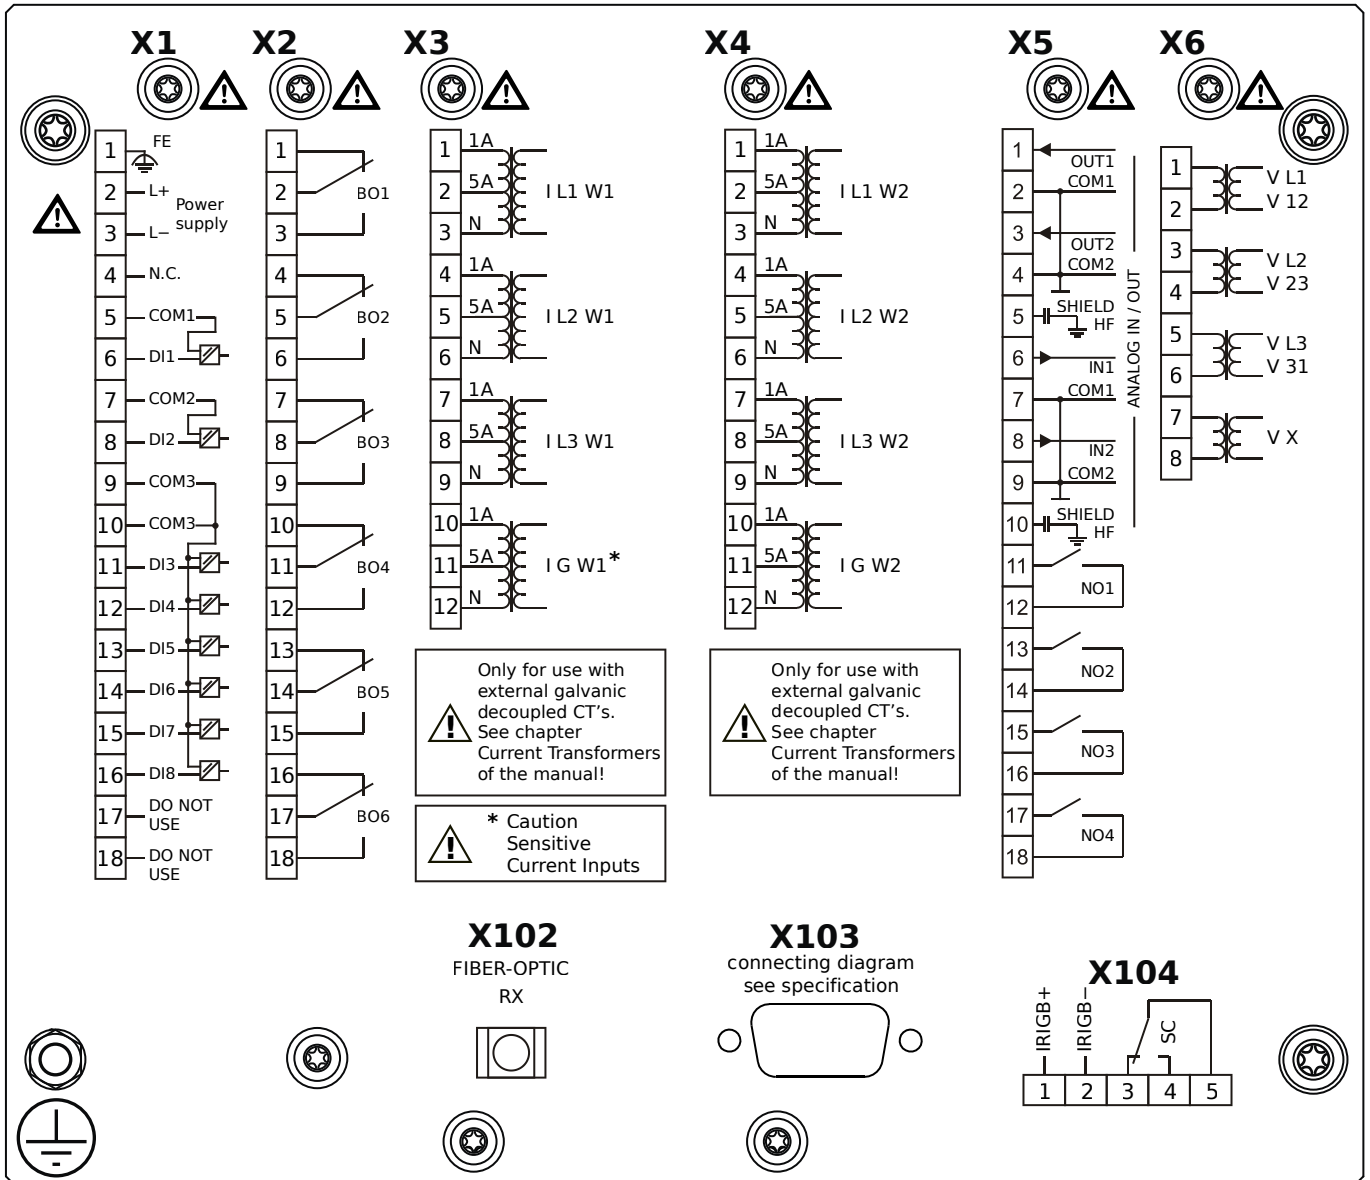 X1
X2
X3
X4
X5
X6
1
FE
2
L+
Power
supply
3
L−
4
N.C.
5
COM1
6
DI1
7
COM2
8
DI2
9
COM3
10
COM3
11
DI3
12
DI4
13
DI5
14
DI6
15
DI7
16
DI8
17
DO NOT
USE
18
DO NOT
USE
1
2
BO1
3
4
5
BO2
6
7
8
BO3
9
10
11
BO4
12
13
14
BO5
15
16
17
BO6
18
1
1A
2
5A
I L1 W1
3
N
4
1A
5
5A
I L2 W1
6
N
7
1A
8
5A
I L3 W1
9
N
10
1A
11
5A
I G W1*
12
N
Only for use with
external galvanic
decoupled CT's.
See chapter
Current Transformers
of the manual!
* Caution
Sensitive
Current Inputs
1
1A
2
5A
I L1 W2
3
N
4
1A
5
5A
I L2 W2
6
N
7
1A
8
5A
I L3 W2
9
N
10
1A
11
5A
I G W2
12
N
Only for use with
external galvanic
decoupled CT's.
See chapter
Current Transformers
of the manual!
1
OUT1
2
COM1
3
OUT2
4
COM2
5
SHIELD
HF
6
IN1
7
COM1
8
IN2
9
COM2
10
SHIELD
HF
ANALOG IN / OUT
11
NO1
12
13
NO2
14
15
NO3
16
17
NO4
18
1
V L1
2
V 12
3
V L2
4
V 23
5
V L3
6
V 31
7
V X
8
X102
FIBER-OPTIC
RX
X103
connecting diagram
see specification
X104
IRIGB+
IRIGB−
SC
1
2
3
4
5